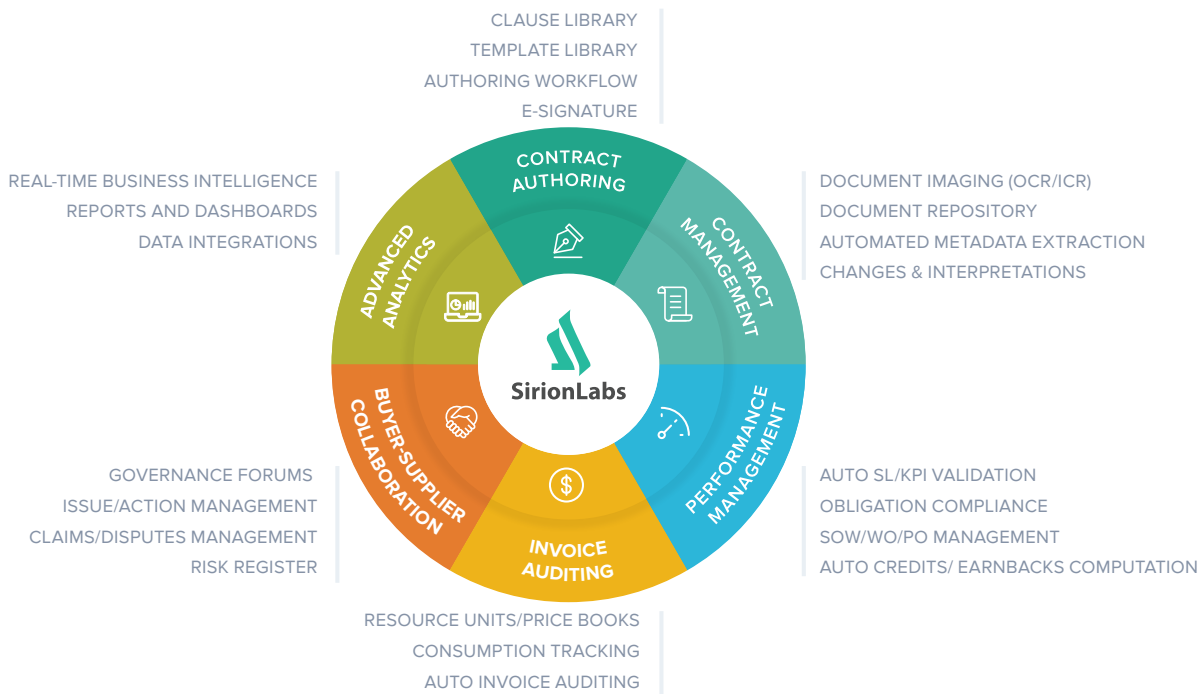 CLAUSE LIBRARY
TEMPLATE LIBRARY
AUTHORING WORKFLOW
E-SIGNATURE
CONTRACT
AUTHORING
REAL-TIME BUSINESS INTELLIGENCE
REPORTS AND DASHBOARDS
DATA INTEGRATIONS
ADVANCED
ANALYTICS
CONTRACT
MANAGEMENT
DOCUMENT IMAGING (OCR/ICR)
DOCUMENT REPOSITORY
AUTOMATED METADATA EXTRACTION
CHANGES & INTERPRETATIONS
SirionLabs
BUYER-SUPPLIER
COLLABORATION
GOVERNANCE FORUMS
ISSUE/ACTION MANAGEMENT
CLAIMS/DISPUTES MANAGEMENT
RISK REGISTER
PERFORMANCE
MANAGEMENT
AUTO SL/KPI VALIDATION
OBLIGATION COMPLIANCE
SOW/WO/PO MANAGEMENT
AUTO CREDITS/ EARNBACKS COMPUTATION
$
INVOICE
AUDITING
RESOURCE UNITS/PRICE BOOKS
CONSUMPTION TRACKING
AUTO INVOICE AUDITING